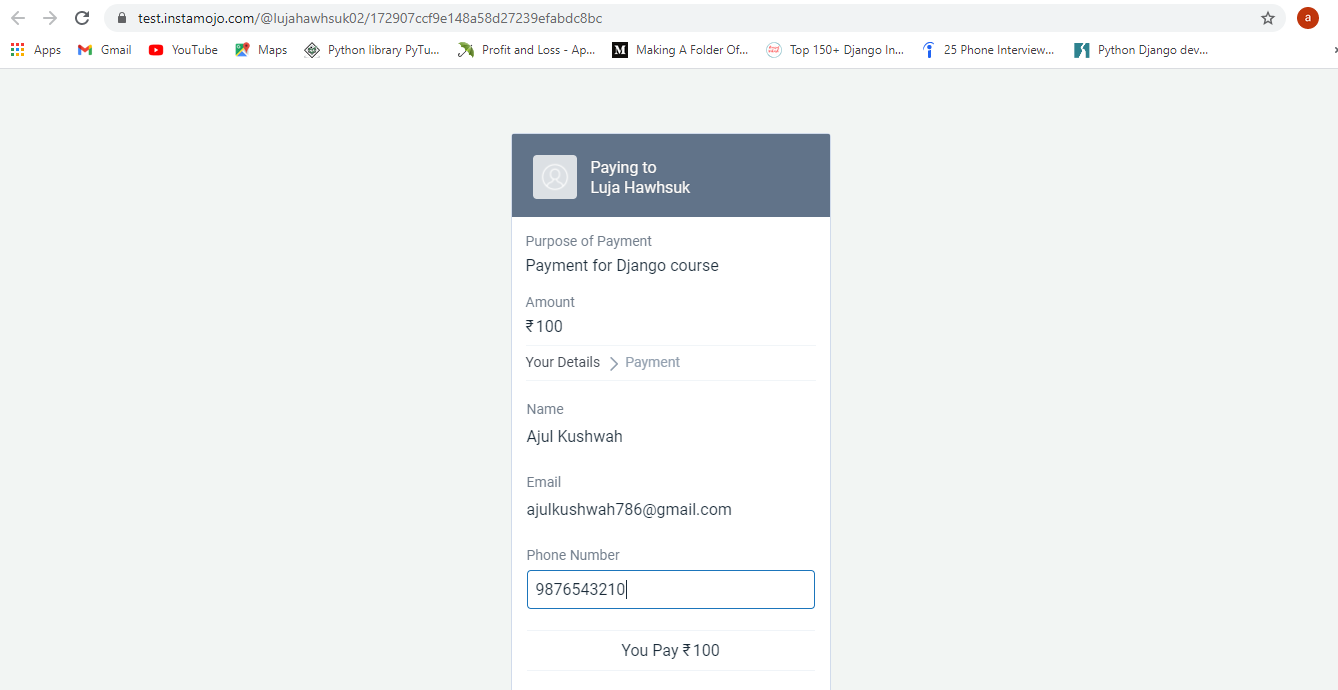 test.instamojo.com/@lujahawhsuk02/172907ccf9e148a58d27239efabdc8bc
a
Apps Gmail YouTube Maps Python library PyTu... Profit and Loss - Ap... M Making A Folder Of... Top 150+ Django In... 25 Phone Interview... Python Django dev...
Paying to
Luja Hawhsuk
Purpose of Payment
Payment for Django course
Amount
₹100
Your Details Payment
Name
Ajul Kushwah
Email
ajulkushwah786@gmail.com
Phone Number
9876543210
You Pay ₹100